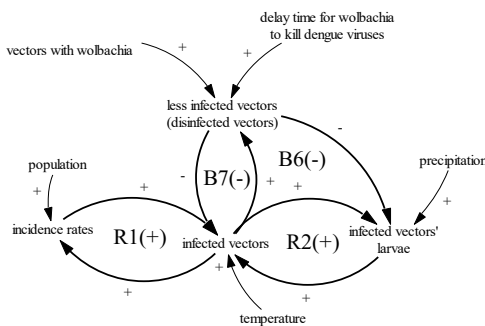 delay time for wolbachia
to kill dengue viruses
vectors with wolbachia
+
+
less infected vectors
(disinfected vectors)
-
B6(-)
population
precipitation
-
B7(-)
+
+
+
+
+
incidence rates
R1(+)
infected vectors
R2(+)
infected vectors'
larvae
+
+
+
temperature